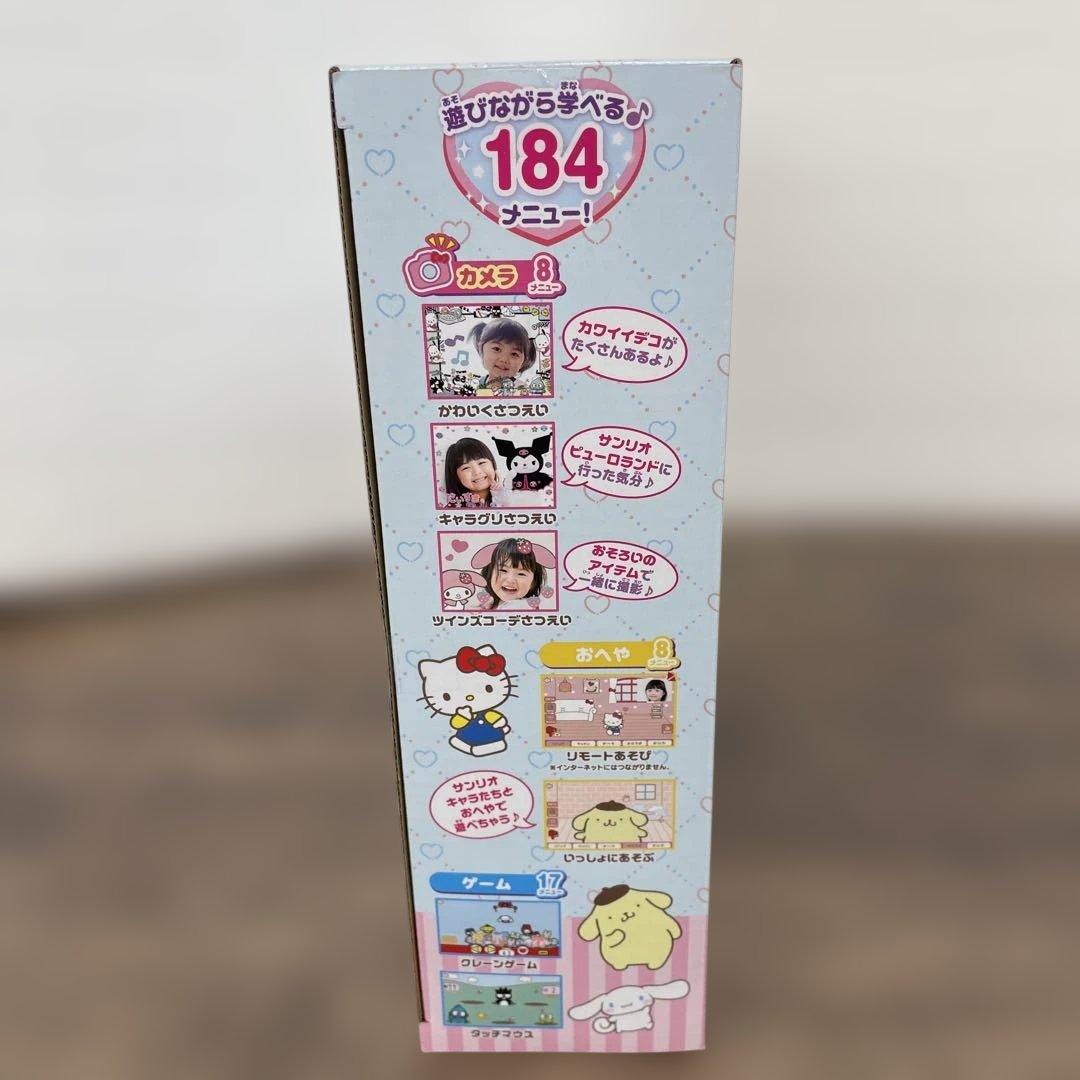 遊びながら学べる♪
184
メニュー!
カメラ
8
メニュー
カワイイデコが
たくさんあるよ♪
かわいくさつえい
サンリオ
ピューロランドに
行った気分♪
キャラグリさつえい
おそろいの
アイテムで
一緒に撮影♪
ツインズコーデさつえい
おへや
8
メニュー
リモートあそび
※インターネットにはつながりません。
サンリオ
キャラたちと
おへやで
遊べちゃう♪
いっしょにあそぶ
ゲーム
17
メニュー
クレーンゲーム
タッチマウス